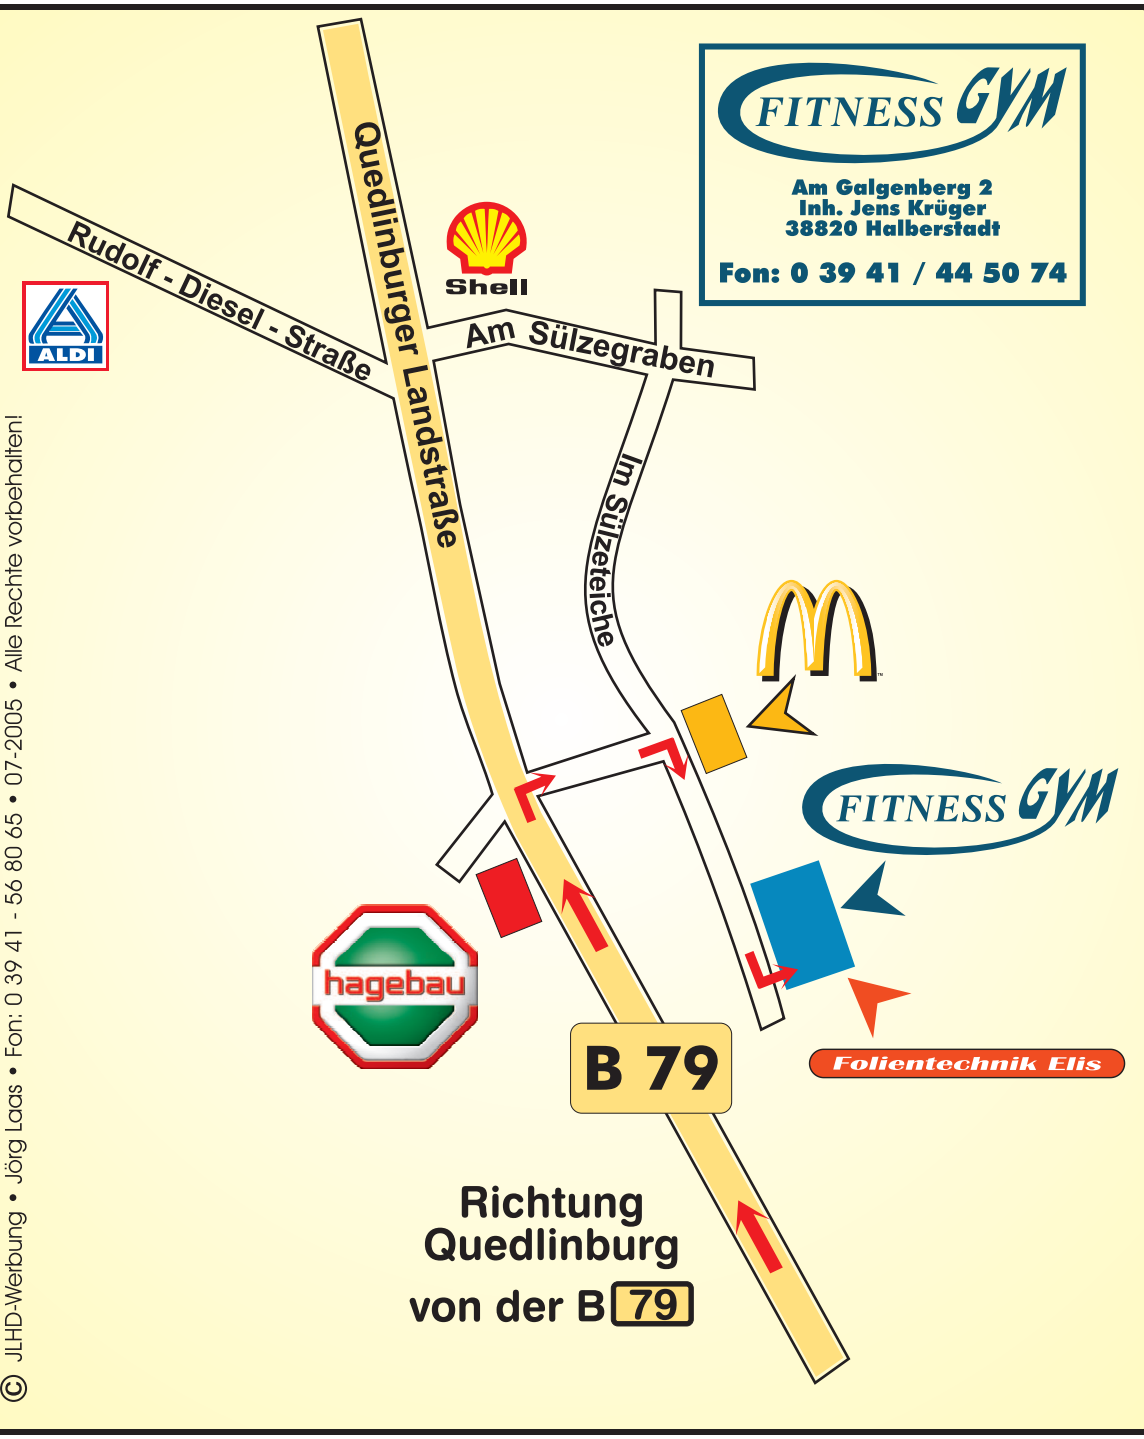 FITNESS GYM
Am Galgenberg 2
Inh. Jens Krüger
38820 Halberstadt
Fon: 0 39 41 / 44 50 74
Quedlinburger Landstraße
Rudolf - Diesel - Straße
Shell
ALDI
Am Sülzegraben
Im Sülzeteiche
TM
FITNESS GYM
hagebau
B 79
Folientechnik Elis
Richtung
Quedlinburg
von der B 79
© JLHD-Werbung • Jörg Laas • Fon: 0 39 41 - 56 80 65 • 07-2005 • Alle Rechte vorbehalten!